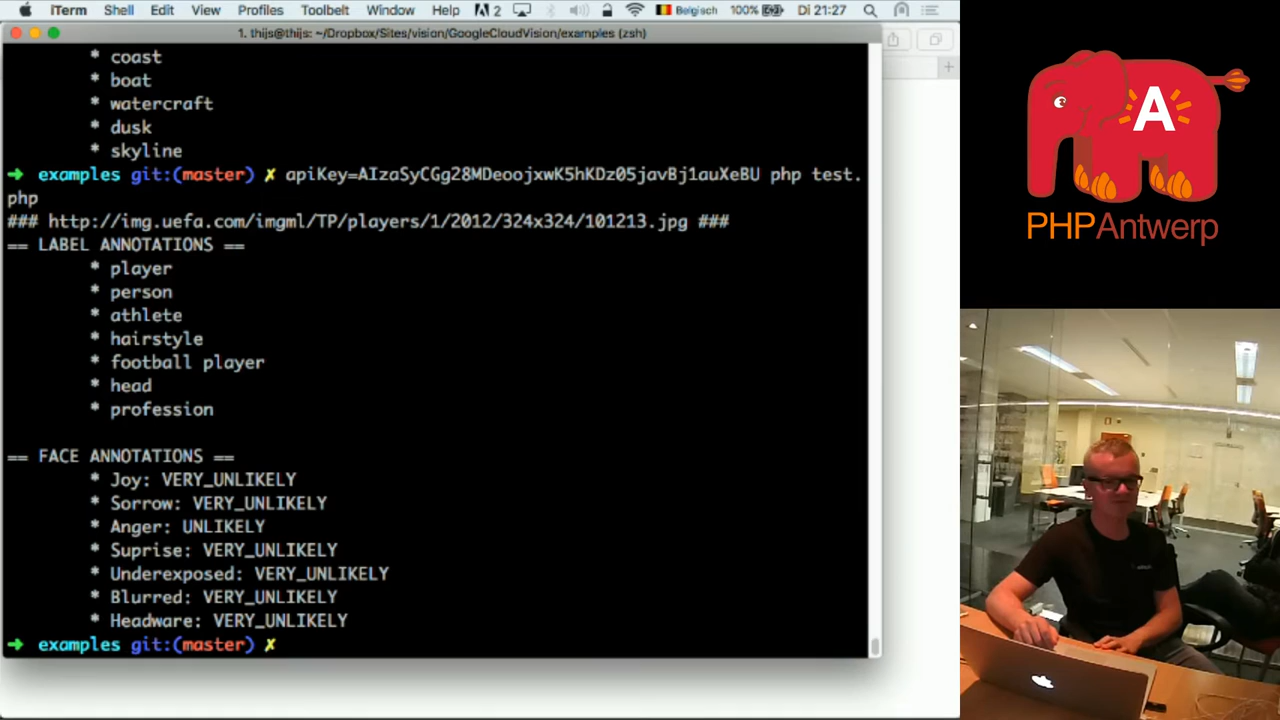 iTerm Shell Edit View Profiles Toolbelt Window Help 2 Belgisch 100% Di 21:27
1. thijs@thijs: ~/Dropbox/Sites/vision/GoogleCloudVision/examples (zsh)
* coast
* boat
* watercraft
* dusk
* skyline
➜ examples git:(master) ✗ apiKey=AIzaSyCGg28MDeoojxwK5hKDz05javBj1auXeBU php test.
php
### http://img.uefa.com/imgml/TP/players/1/2012/324x324/101213.jpg ###
== LABEL ANNOTATIONS ==
* player
* person
* athlete
* hairstyle
* football player
* head
* profession
== FACE ANNOTATIONS ==
* Joy: VERY_UNLIKELY
* Sorrow: VERY_UNLIKELY
* Anger: UNLIKELY
* Suprise: VERY_UNLIKELY
* Underexposed: VERY_UNLIKELY
* Blurred: VERY_UNLIKELY
* Headware: VERY_UNLIKELY
➜ examples git:(master) ✗
A
PHPAntwerp